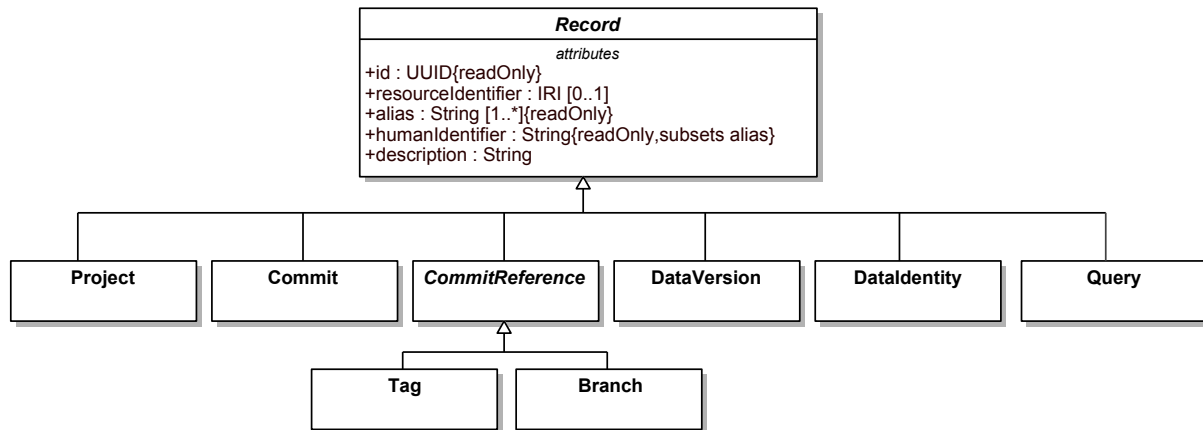 Record
attributes
+id : UUID{readOnly}
+resourceIdentifier : IRI [0..1]
+alias : String [1..*]{readOnly}
+humanIdentifier : String{readOnly,subsets alias}
+description : String
Project
Commit
CommitReference
DataVersion
DataIdentity
Query
Tag
Branch